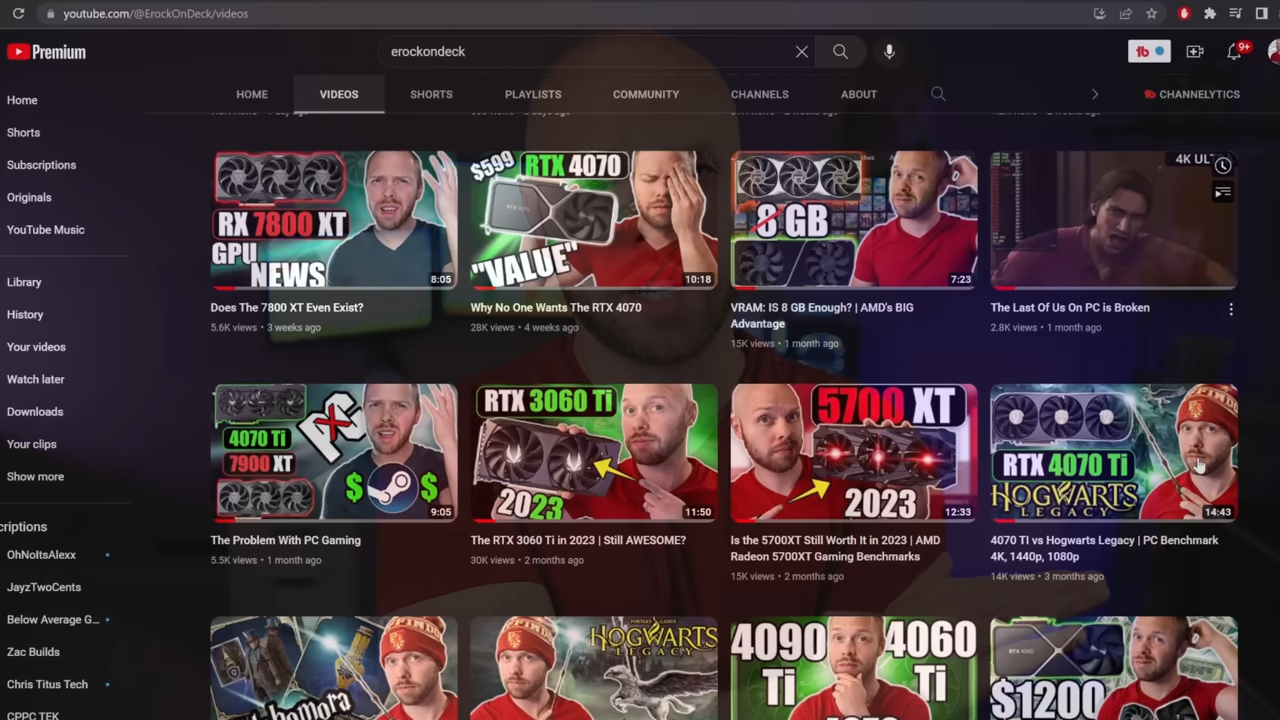 youtube.com/@ErockOnDeck/videos
Premium
erockondeck
tb
9+
HOME
VIDEOS
SHORTS
PLAYLISTS
COMMUNITY
CHANNELS
ABOUT
tb CHANNELYTICS
Home
Shorts
Subscriptions
Originals
YouTube Music
Library
History
Your videos
Watch later
Downloads
Your clips
Show more
criptions
OhNoItsAlexx
JayzTwoCents
Below Average G...
Zac Builds
Chris Titus Tech
CPPC TEK
RX 7800 XT
GPU
NEWS
8:05
Does The 7800 XT Even Exist?
5.6K views • 3 weeks ago
$599
RTX 4070
"VALUE"
10:18
Why No One Wants The RTX 4070
28K views • 4 weeks ago
8 GB
7:23
VRAM: IS 8 GB Enough? | AMD's BIG
Advantage
15K views • 1 month ago
4K UL
The Last Of Us On PC is Broken
2.8K views • 1 month ago
4070 Ti
7900 XT
PC
$ $
9:05
The Problem With PC Gaming
5.5K views • 1 month ago
RTX 3060 Ti
2023
11:50
The RTX 3060 Ti in 2023 | Still AWESOME?
30K views • 2 months ago
5700 XT
2023
12:33
Is the 5700XT Still Worth It in 2023 | AMD
Radeon 5700XT Gaming Benchmarks
15K views • 2 months ago
RTX 4070 Ti
HOGWARTS
LEGACY
14:43
4070 TI vs Hogwarts Legacy | PC Benchmark
4K, 1440p, 1080p
14K views • 3 months ago
HOGWARTS
LEGACY
4090
Ti
4060
Ti
$1200